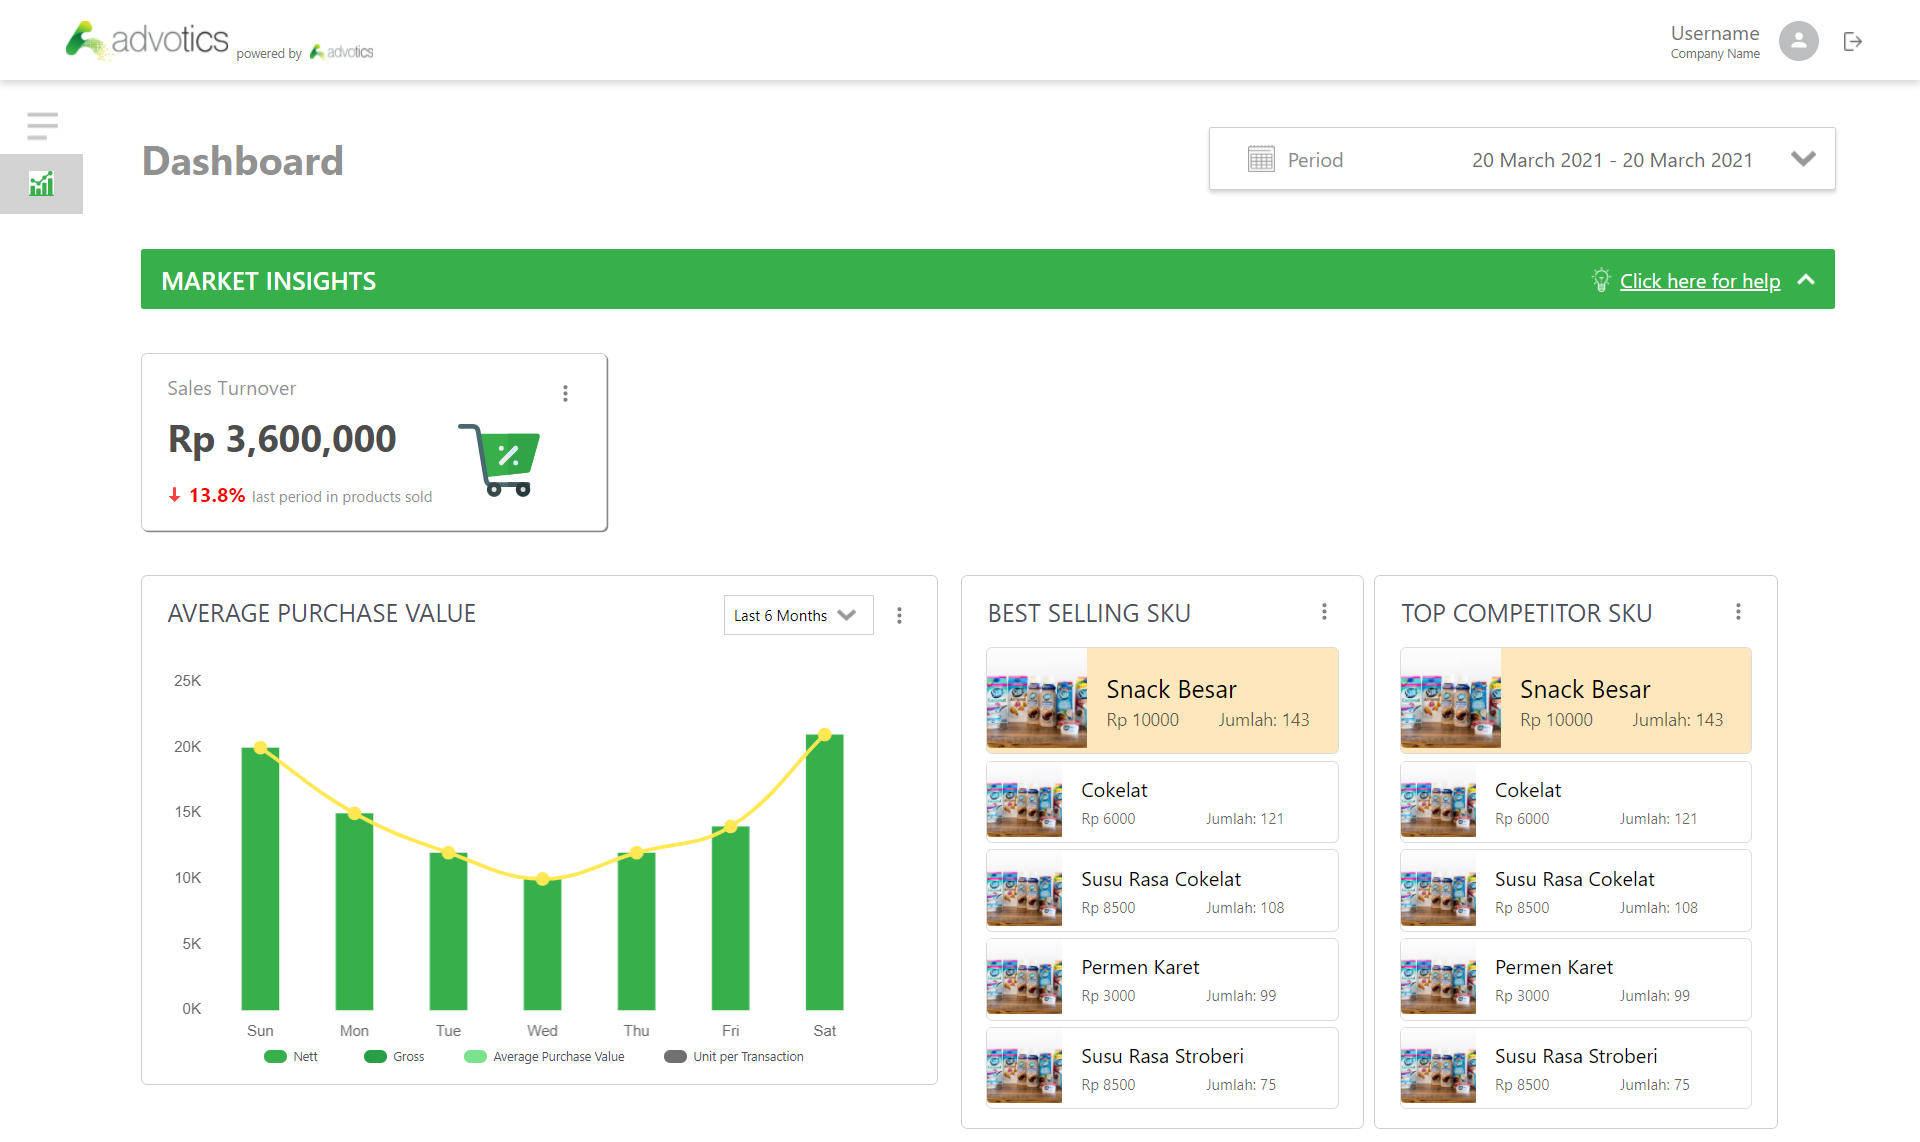 advotics powered by advotics
Username
Company Name
Dashboard
Period 20 March 2021 - 20 March 2021
MARKET INSIGHTS
Click here for help
Sales Turnover
Rp 3,600,000
13.8% last period in products sold
AVERAGE PURCHASE VALUE
Last 6 Months
25K
20K
15K
10K
5K
0K
Sun Mon Tue Wed Thu Fri Sat
Nett Gross Average Purchase Value Unit per Transaction
BEST SELLING SKU
Snack Besar
Rp 10000 Jumlah: 143
Cokelat
Rp 6000 Jumlah: 121
Susu Rasa Cokelat
Rp 8500 Jumlah: 108
Permen Karet
Rp 3000 Jumlah: 99
Susu Rasa Stroberi
Rp 8500 Jumlah: 75
TOP COMPETITOR SKU
Snack Besar
Rp 10000 Jumlah: 143
Cokelat
Rp 6000 Jumlah: 121
Susu Rasa Cokelat
Rp 8500 Jumlah: 108
Permen Karet
Rp 3000 Jumlah: 99
Susu Rasa Stroberi
Rp 8500 Jumlah: 75